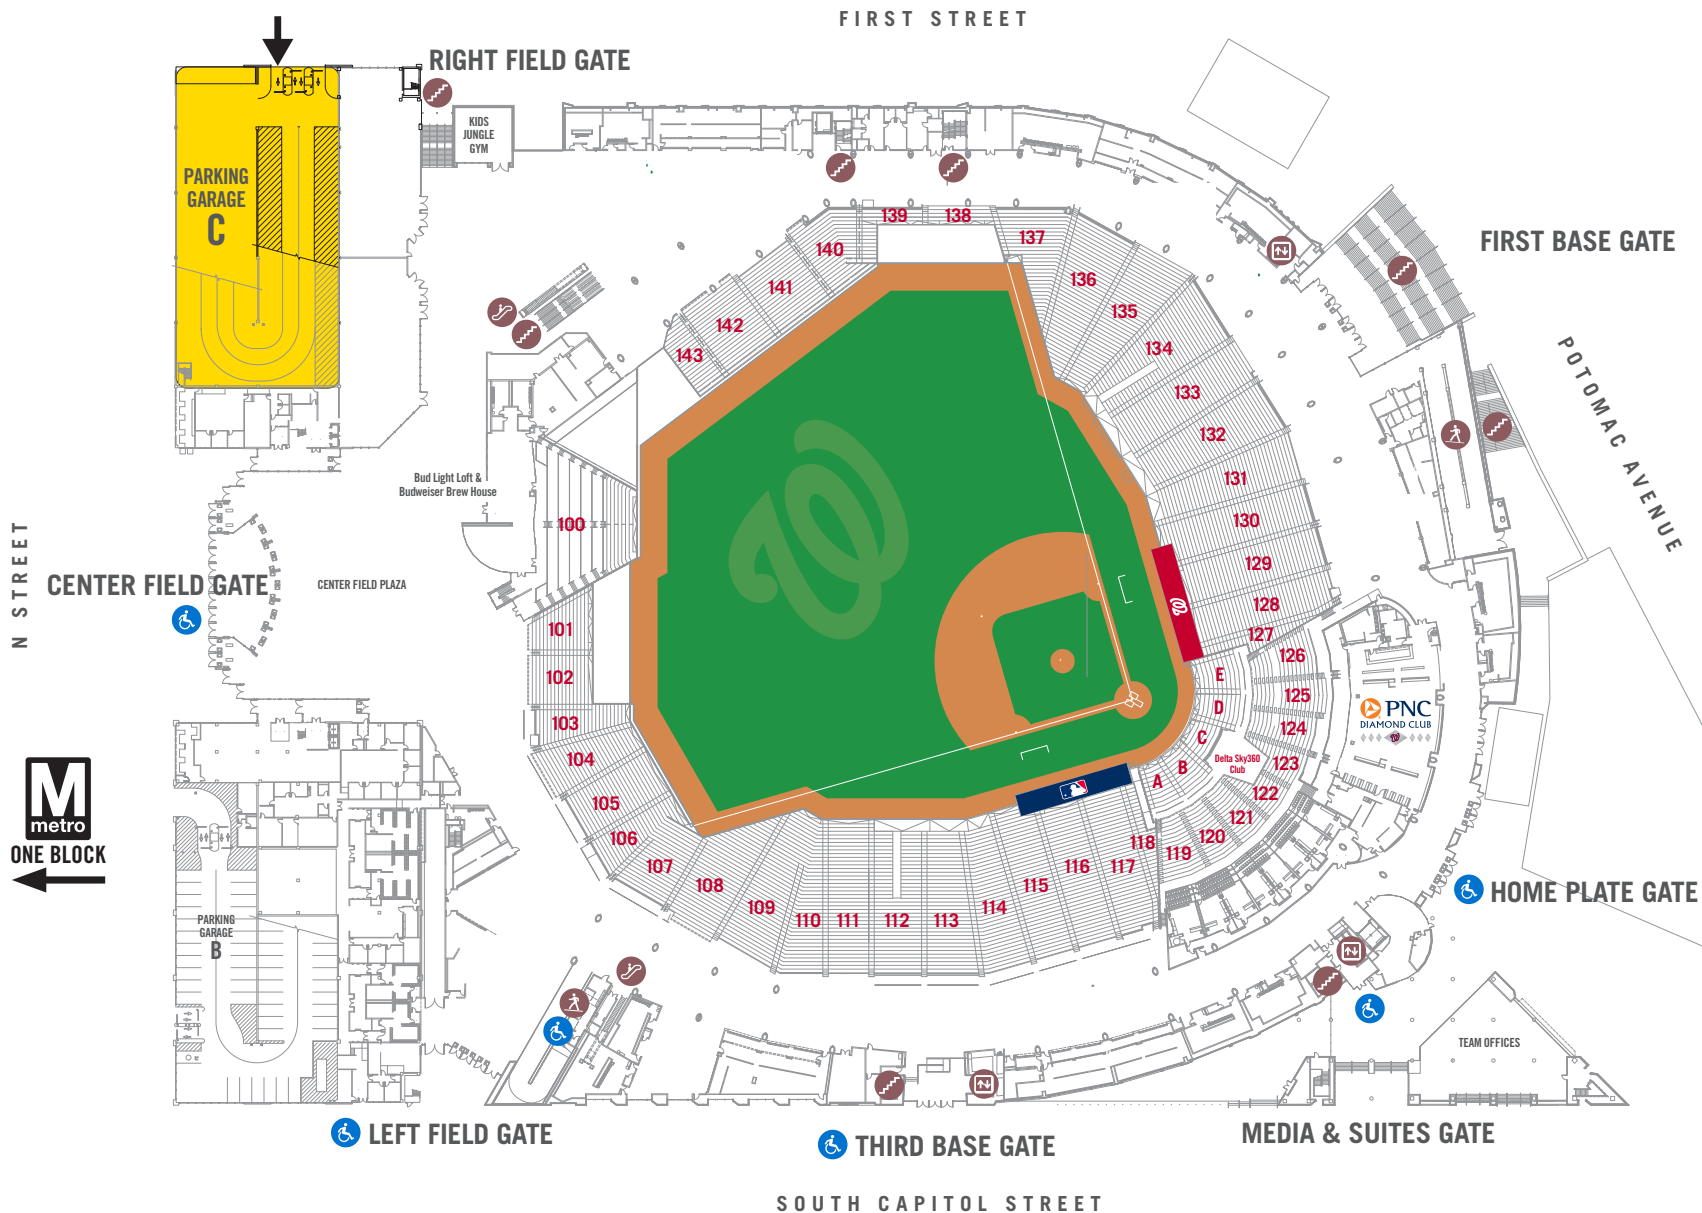 FIRST STREET
RIGHT FIELD GATE
KIDS
JUNGLE
GYM
PARKING
GARAGE
C
FIRST BASE GATE
POTOMAC AVENUE
139
138
137
140
136
141
135
142
134
143
133
132
131
130
129
128
127
126
125
124
123
122
121
120
119
118
117
116
115
114
113
112
111
110
109
108
107
106
105
104
103
102
101
100
E
D
C
B
A
Delta Sky360
Club
PNC
DIAMOND CLUB
Bud Light Loft &
Budweiser Brew House
N STREET
CENTER FIELD GATE
CENTER FIELD PLAZA
M
metro
ONE BLOCK
PARKING
GARAGE
B
HOME PLATE GATE
TEAM OFFICES
LEFT FIELD GATE
THIRD BASE GATE
MEDIA & SUITES GATE
SOUTH CAPITOL STREET